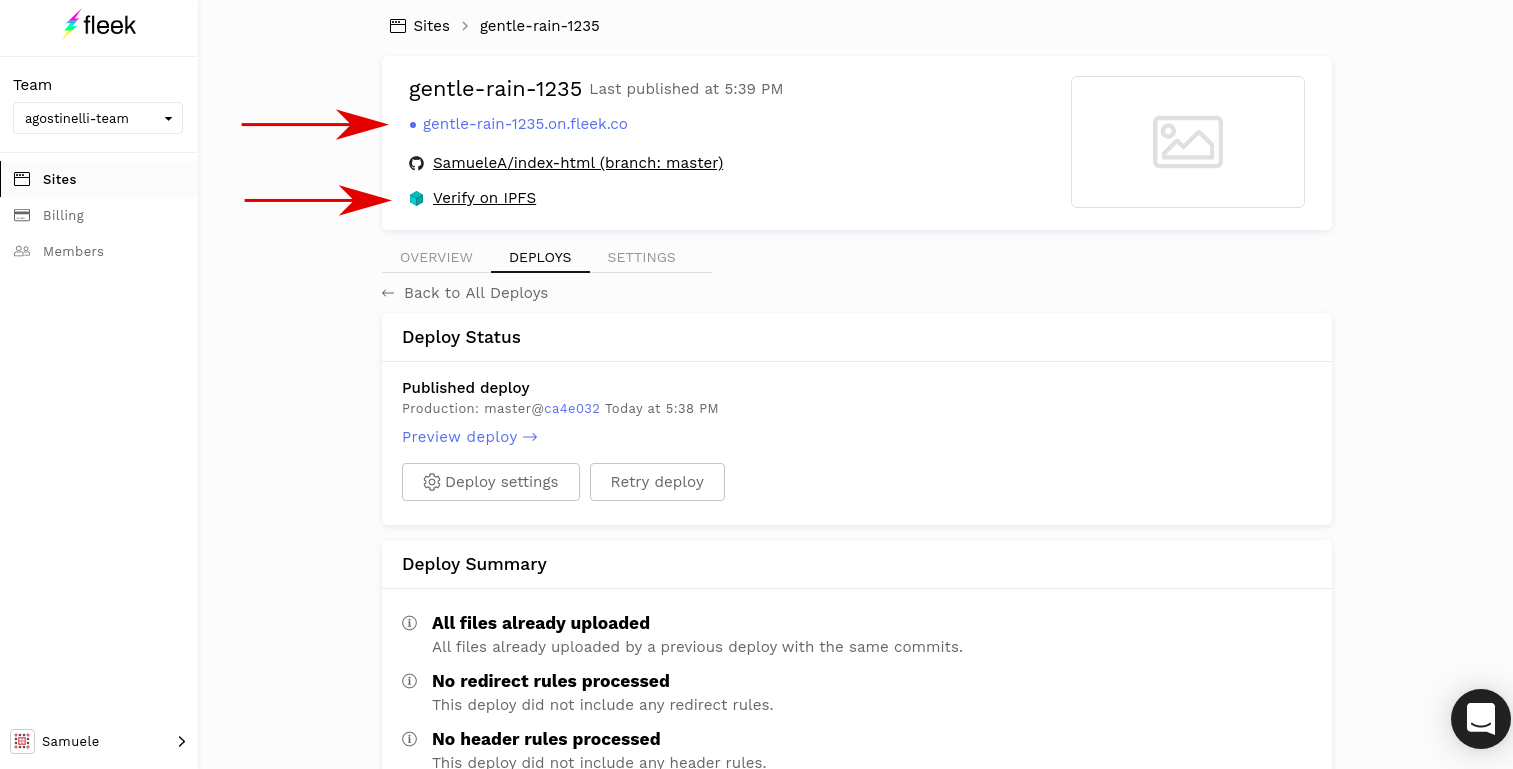 fleek
Team
agostinelli-team
Sites
Billing
Members
Samuele
Sites > gentle-rain-1235
gentle-rain-1235 Last published at 5:39 PM
gentle-rain-1235.on.fleek.co
SamueleA/index-html (branch: master)
Verify on IPFS
OVERVIEW DEPLOYS SETTINGS
← Back to All Deploys
Deploy Status
Published deploy
Production: master@ca4e032 Today at 5:38 PM
Preview deploy →
Deploy settings Retry deploy
Deploy Summary
All files already uploaded
All files already uploaded by a previous deploy with the same commits.
No redirect rules processed
This deploy did not include any redirect rules.
No header rules processed
This deploy did not include any header rules.